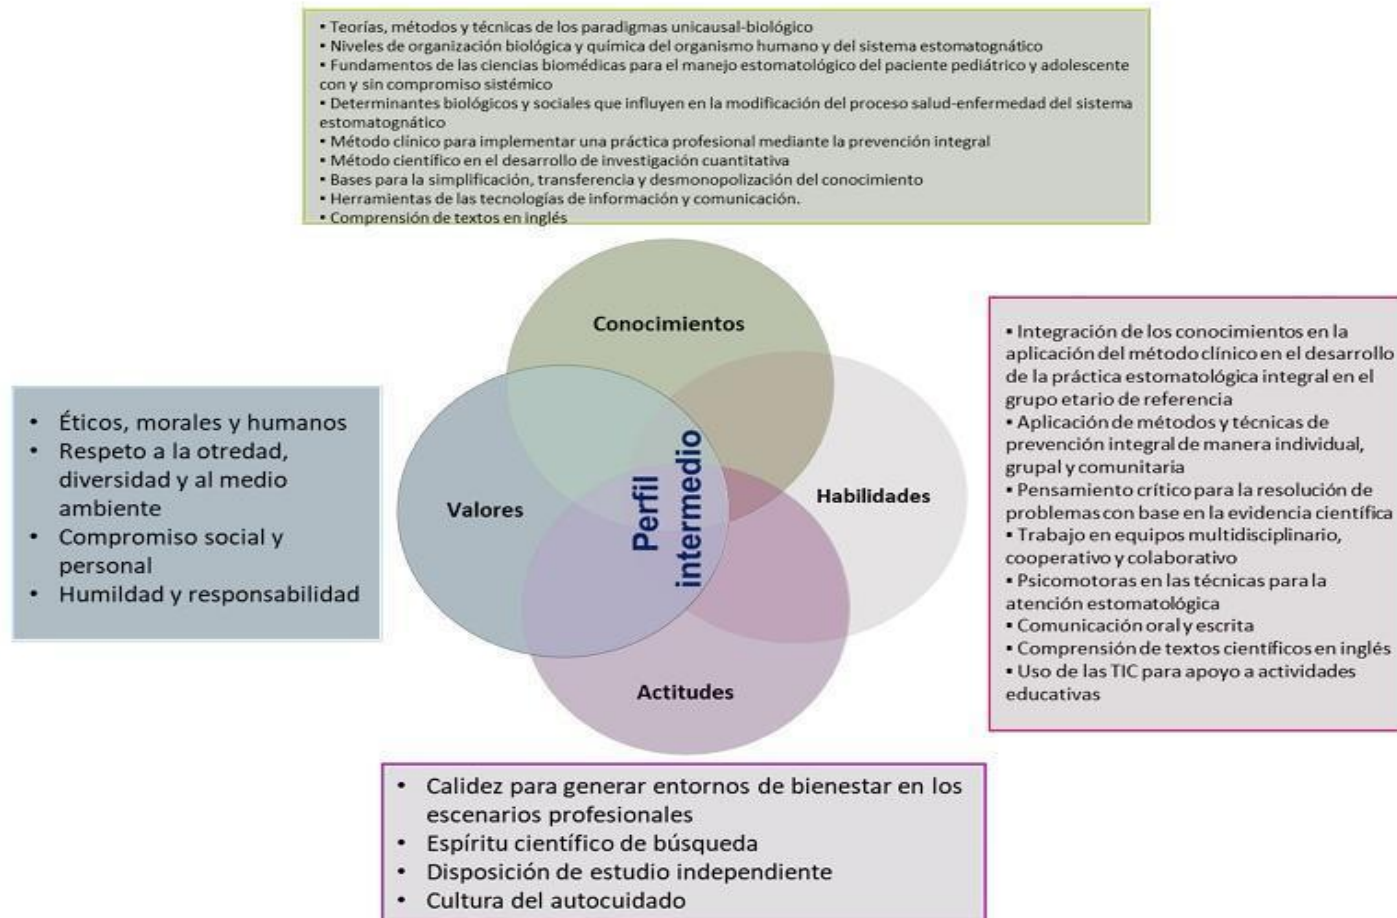 ▪ Teorías, métodos y técnicas de los paradigmas unicausal-biológico
▪ Niveles de organización biológica y química del organismo humano y del sistema estomatognático
▪ Fundamentos de las ciencias biomédicas para el manejo estomatológico del paciente pediátrico y adolescente
con y sin compromiso sistémico
▪ Determinantes biológicos y sociales que influyen en la modificación del proceso salud-enfermedad del sistema
estomatognático
▪ Método clínico para implementar una práctica profesional mediante la prevención integral
▪ Método científico en el desarrollo de investigación cuantitativa
▪ Bases para la simplificación, transferencia y desmonopolización del conocimiento
▪ Herramientas de las tecnologías de información y comunicación.
▪ Comprensión de textos en inglés
Conocimientos
Valores
Perfil
intermedio
Habilidades
Actitudes
• Éticos, morales y humanos
• Respeto a la otredad,
diversidad y al medio
ambiente
• Compromiso social y
personal
• Humildad y responsabilidad
▪ Integración de los conocimientos en la
aplicación del método clínico en el desarrollo
de la práctica estomatológica integral en el
grupo etario de referencia
▪ Aplicación de métodos y técnicas de
prevención integral de manera individual,
grupal y comunitaria
▪ Pensamiento crítico para la resolución de
problemas con base en la evidencia científica
▪ Trabajo en equipos multidisciplinario,
cooperativo y colaborativo
▪ Psicomotoras en las técnicas para la
atención estomatológica
▪ Comunicación oral y escrita
▪ Comprensión de textos científicos en inglés
▪ Uso de las TIC para apoyo a actividades
educativas
• Calidez para generar entornos de bienestar en los
escenarios profesionales
• Espíritu científico de búsqueda
• Disposición de estudio independiente
• Cultura del autocuidado